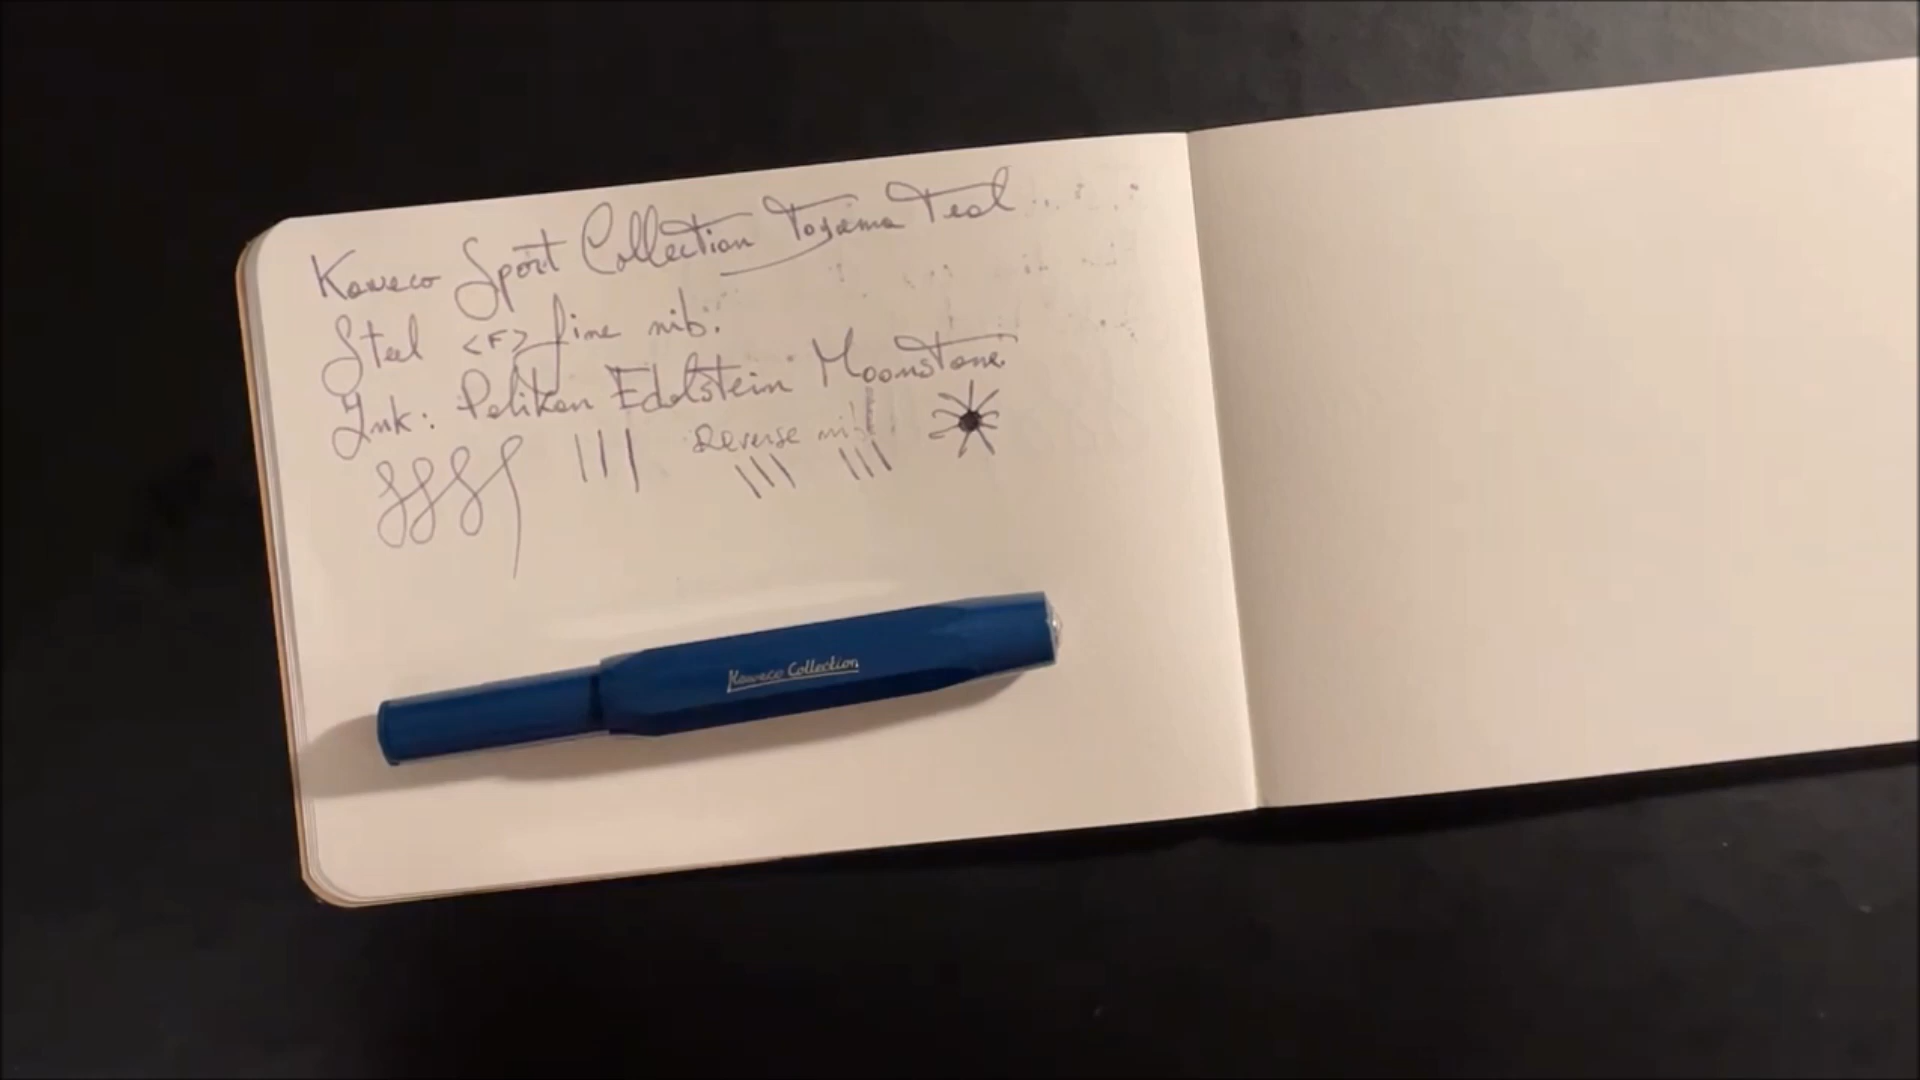 Kaweco Sport Collection Toyama Teal
Steel <F> fine nib:
Ink: Pelikan Edelstein Moonstone
Reverse nib
Kaweco Collection